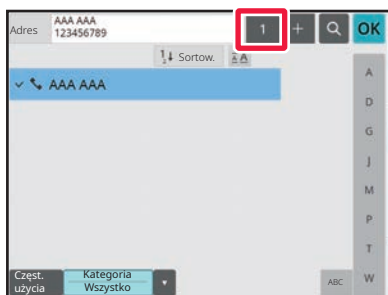 Adres
AAA AAA
123456789
1
OK
Sortow.
AAA AAA
A
D
G
J
M
P
T
W
Częst.
użycia
Kategoria
Wszystko
ABC